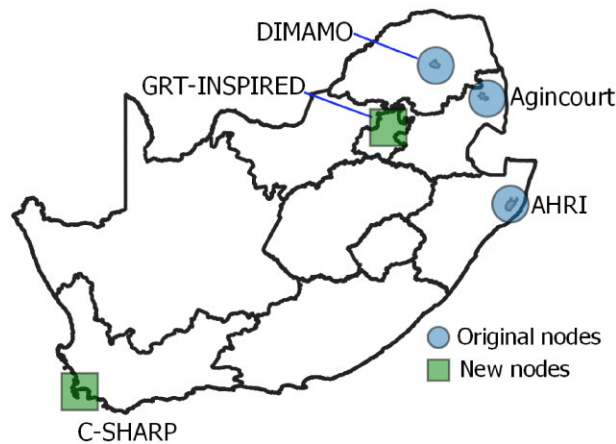 DIMAMO
GRT-INSPIRED
Agincourt
AHRI
Original nodes
New nodes
C-SHARP